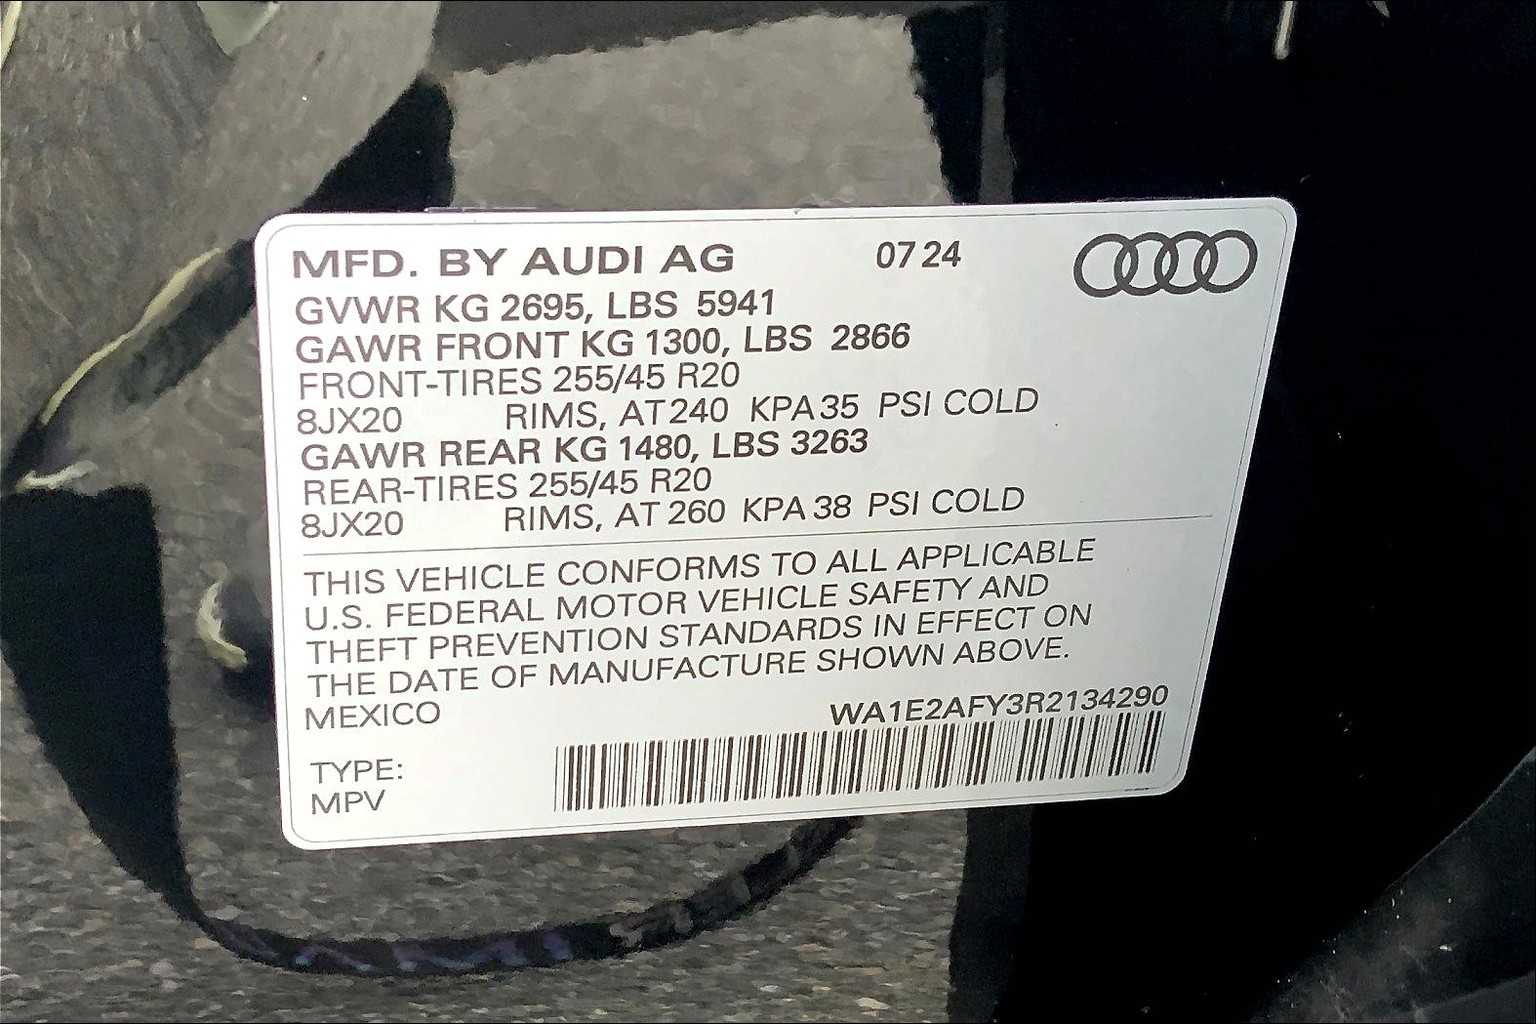 MFD. BY AUDI AG 07 24
GVWR KG 2695, LBS 5941
GAWR FRONT KG 1300, LBS 2866
FRONT-TIRES 255/45 R20
8JX20 RIMS, AT 240 KPA 35 PSI COLD
GAWR REAR KG 1480, LBS 3263
REAR-TIRES 255/45 R20
8JX20 RIMS, AT 260 KPA 38 PSI COLD
THIS VEHICLE CONFORMS TO ALL APPLICABLE
U.S. FEDERAL MOTOR VEHICLE SAFETY AND
THEFT PREVENTION STANDARDS IN EFFECT ON
THE DATE OF MANUFACTURE SHOWN ABOVE.
MEXICO WA1E2AFY3R2134290
TYPE:
MPV